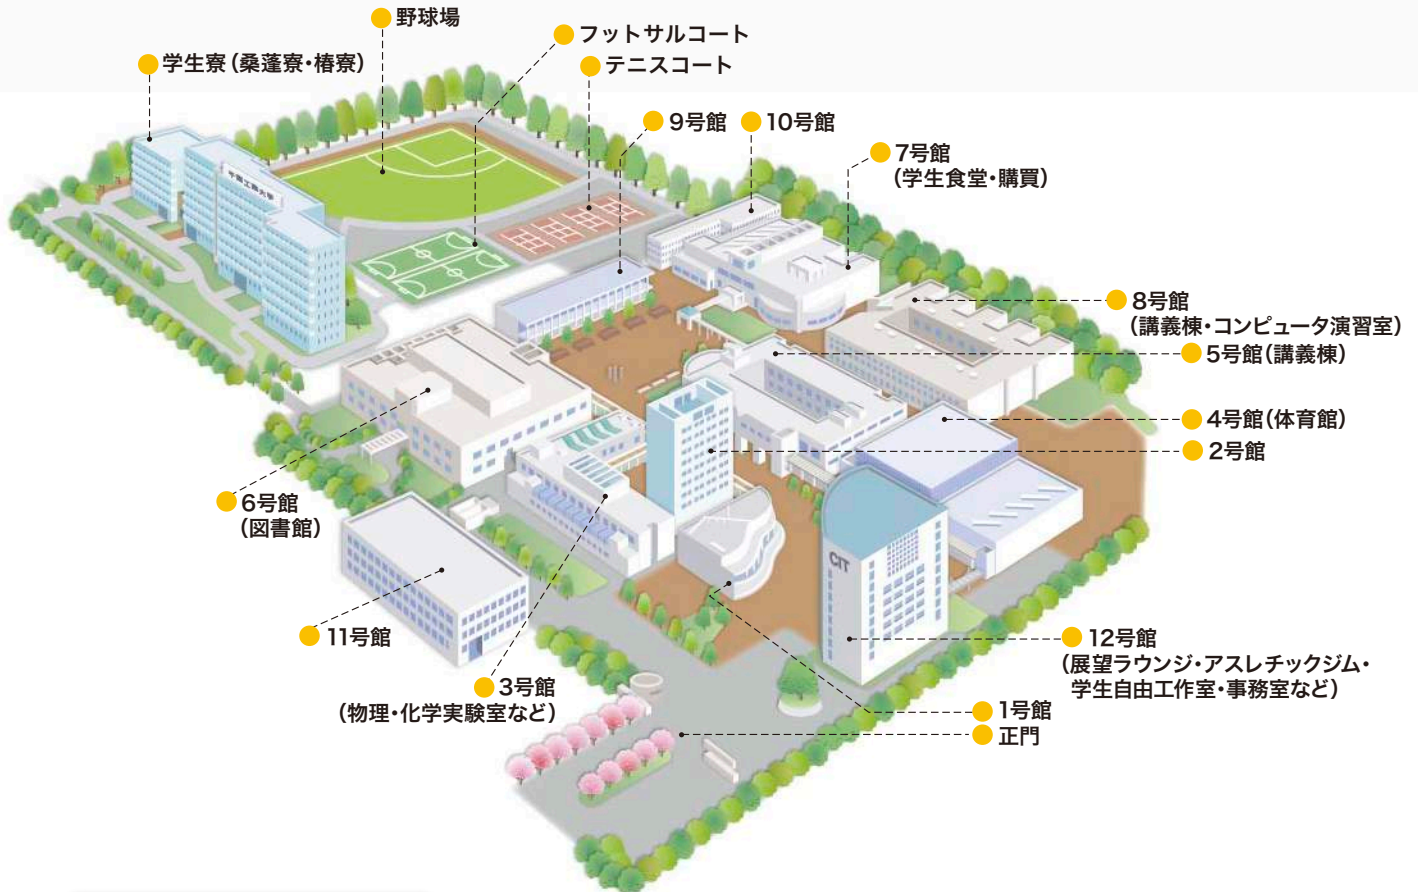 野球場
フットサルコート
学生寮(桑蓬寮・椿寮)
テニスコート
9号館
10号館
7号館
(学生食堂・購買)
千葉工業大学
8号館
(講義棟・コンピュータ演習室)
5号館(講義棟)
4号館(体育館)
2号館
6号館
(図書館)
CIT
11号館
12号館
(展望ラウンジ・アスレチックジム・
学生自由工作室・事務室など)
3号館
(物理・化学実験室など)
1号館
正門